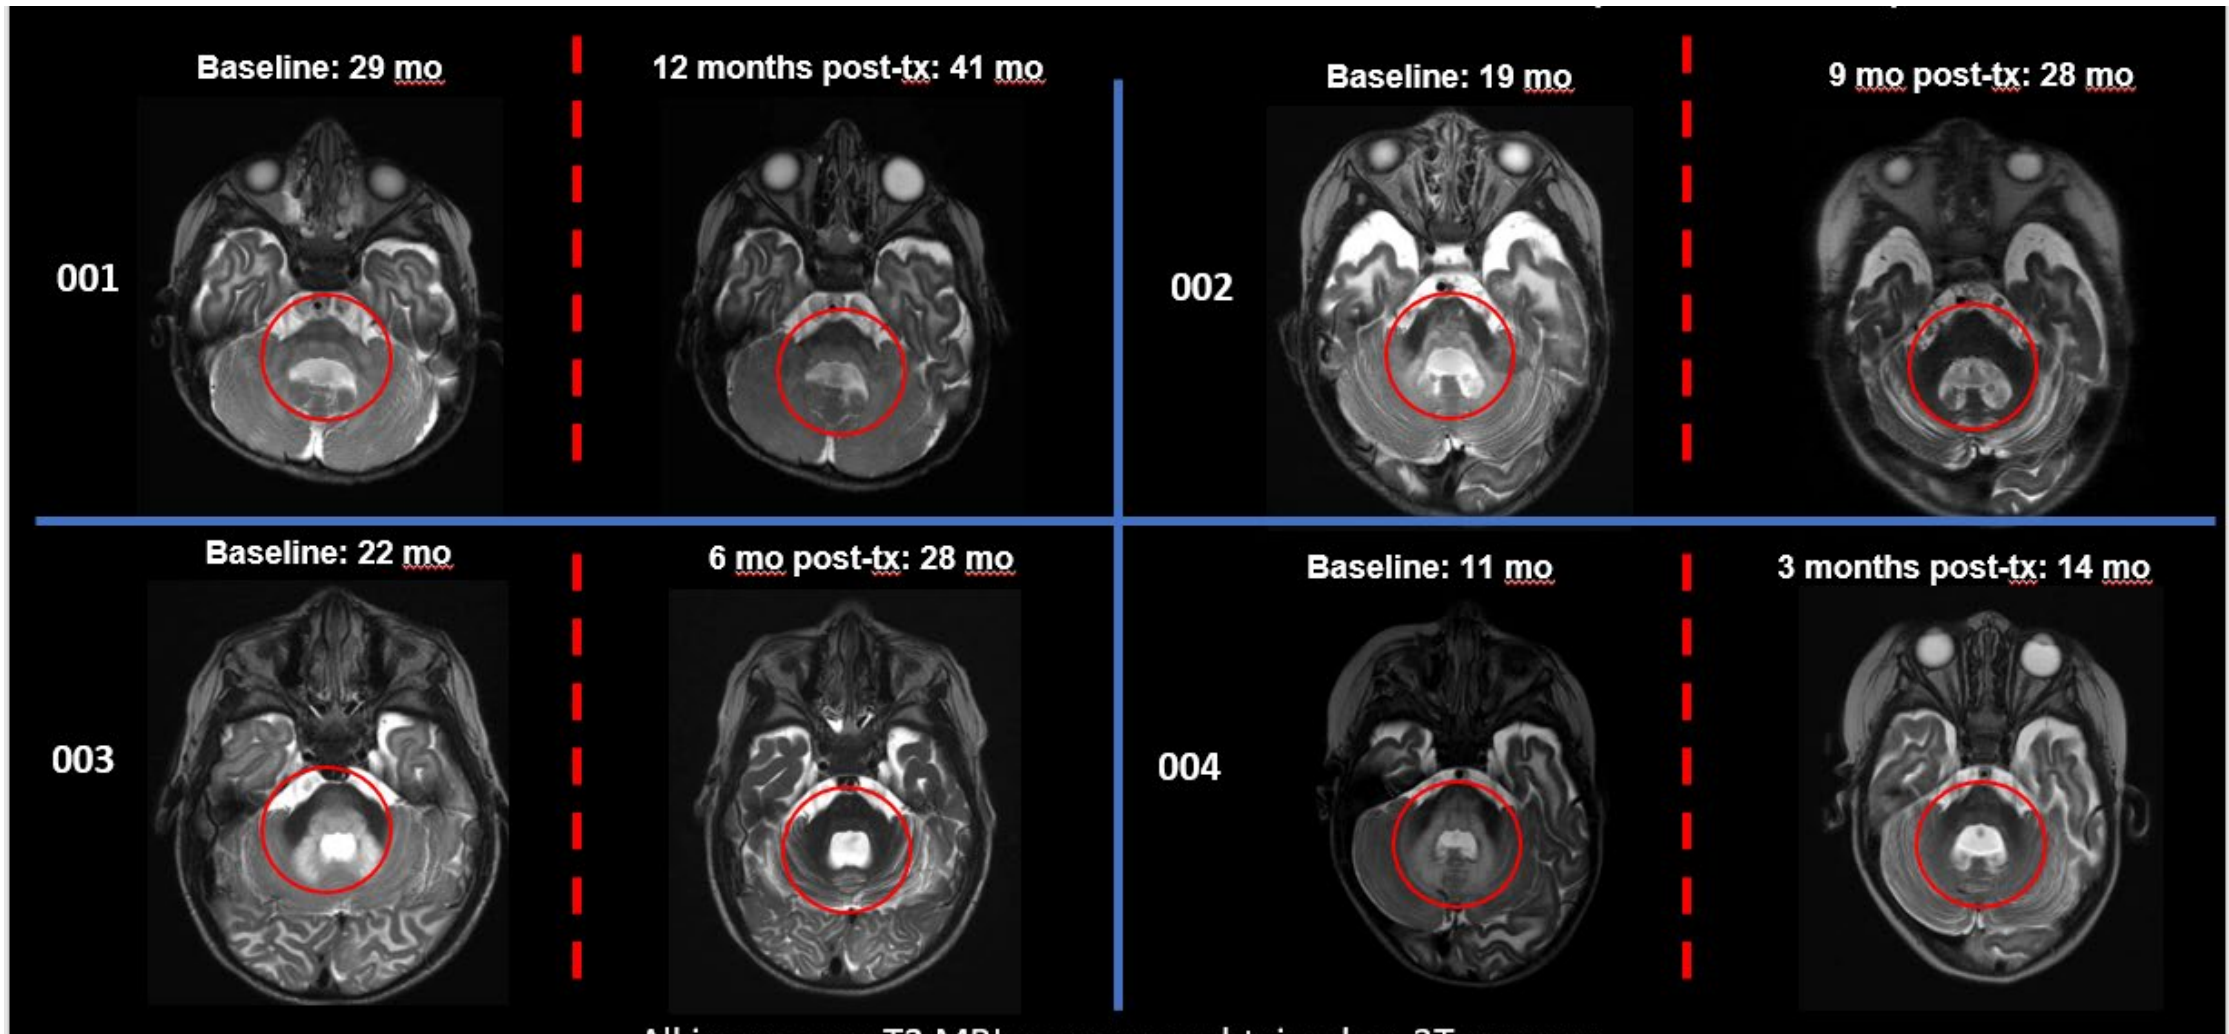 Baseline: 29 mo
12 months post-tx: 41 mo
Baseline: 19 mo
9 mo post-tx: 28 mo
001
002
Baseline: 22 mo
6 mo post-tx: 28 mo
Baseline: 11 mo
3 months post-tx: 14 mo
003
004